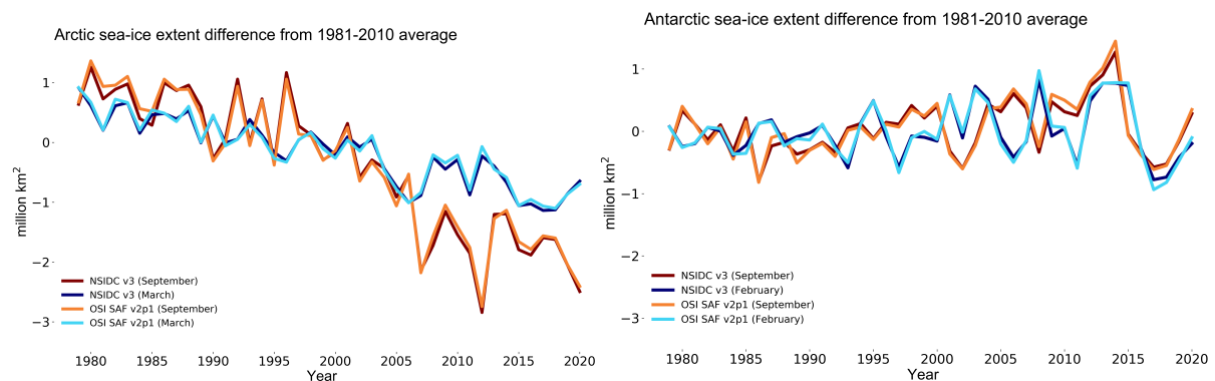 Arctic sea-ice extent difference from 1981-2010 average
million km²
1
0
−1
−2
−3
NSIDC v3 (September)
NSIDC v3 (March)
OSI SAF v2p1 (September)
OSI SAF v2p1 (March)
1980 1985 1990 1995 2000 2005 2010 2015 2020
Year
Antarctic sea-ice extent difference from 1981-2010 average
million km²
1
0
−1
−2
−3
NSIDC v3 (September)
NSIDC v3 (February)
OSI SAF v2p1 (September)
OSI SAF v2p1 (February)
1980 1985 1990 1995 2000 2005 2010 2015 2020
Year